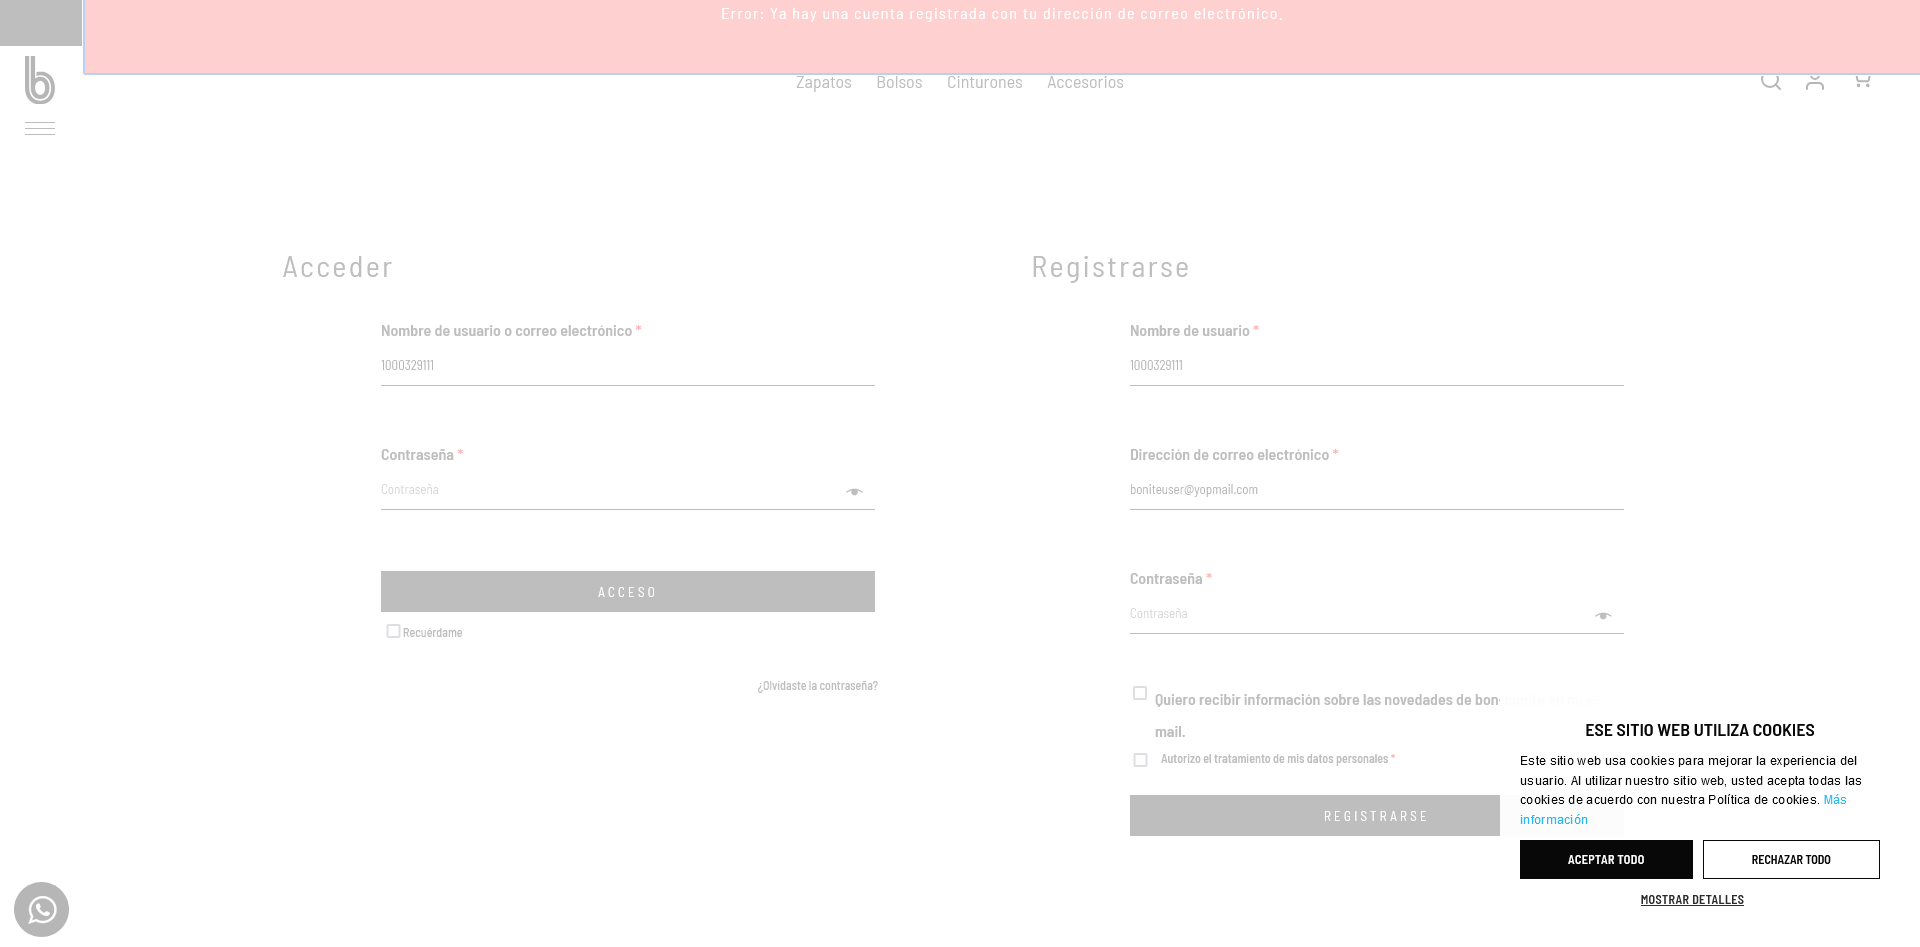 Error: Ya hay una cuenta registrada con tu dirección de correo electrónico.
b
Zapatos Bolsos Cinturones Accesorios
Acceder
Nombre de usuario o correo electrónico *
1000329111
Contraseña *
Contraseña
ACCESO
Recuérdame
¿Olvidaste la contraseña?
Registrarse
Nombre de usuario *
1000329111
Dirección de correo electrónico *
boniteuser@yopmail.com
Contraseña *
Contraseña
Quiero recibir información sobre las novedades de bon
mail.
Autorizo el tratamiento de mis datos personales *
REGISTRARSE
ESE SITIO WEB UTILIZA COOKIES
Este sitio web usa cookies para mejorar la experiencia del
usuario. Al utilizar nuestro sitio web, usted acepta todas las
cookies de acuerdo con nuestra Política de cookies. Más
información
ACEPTAR TODO
RECHAZAR TODO
MOSTRAR DETALLES